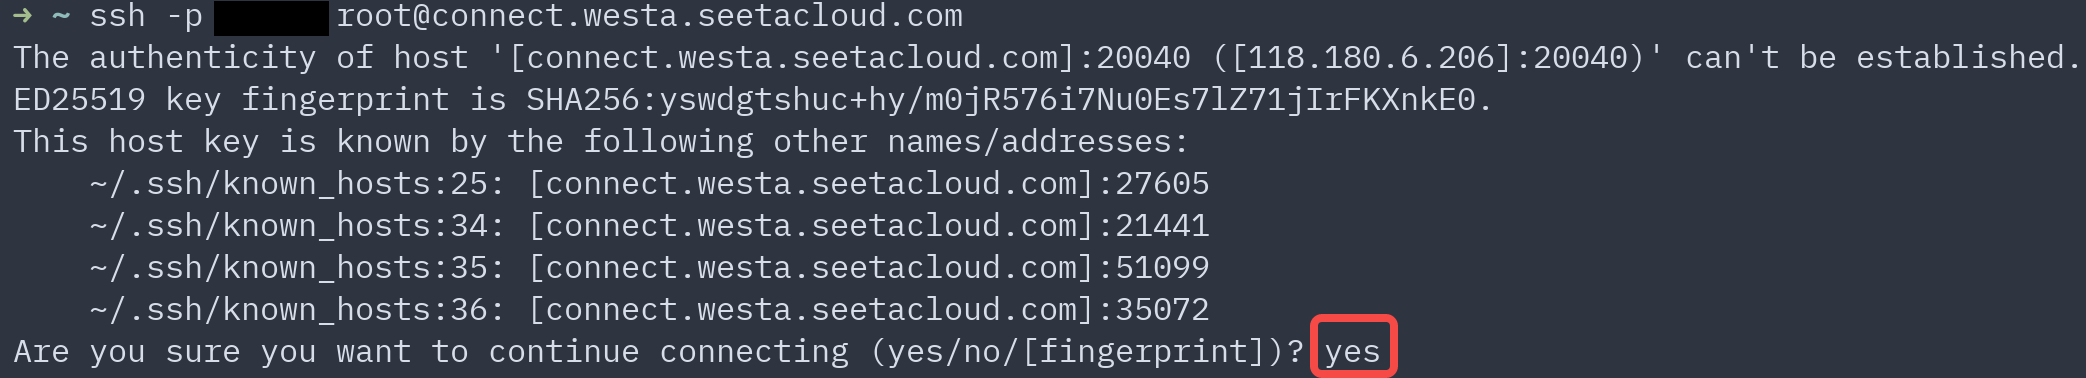 ➜ ~ ssh -p root@connect.westa.seetacloud.com
The authenticity of host '[connect.westa.seetacloud.com]:20040 ([118.180.6.206]:20040)' can't be established.
ED25519 key fingerprint is SHA256:yswdgtshuc+hy/m0jR576i7Nu0Es7lZ71jIrFKXnkE0.
This host key is known by the following other names/addresses:
    ~/.ssh/known_hosts:25: [connect.westa.seetacloud.com]:27605
    ~/.ssh/known_hosts:34: [connect.westa.seetacloud.com]:21441
    ~/.ssh/known_hosts:35: [connect.westa.seetacloud.com]:51099
    ~/.ssh/known_hosts:36: [connect.westa.seetacloud.com]:35072
Are you sure you want to continue connecting (yes/no/[fingerprint])? yes